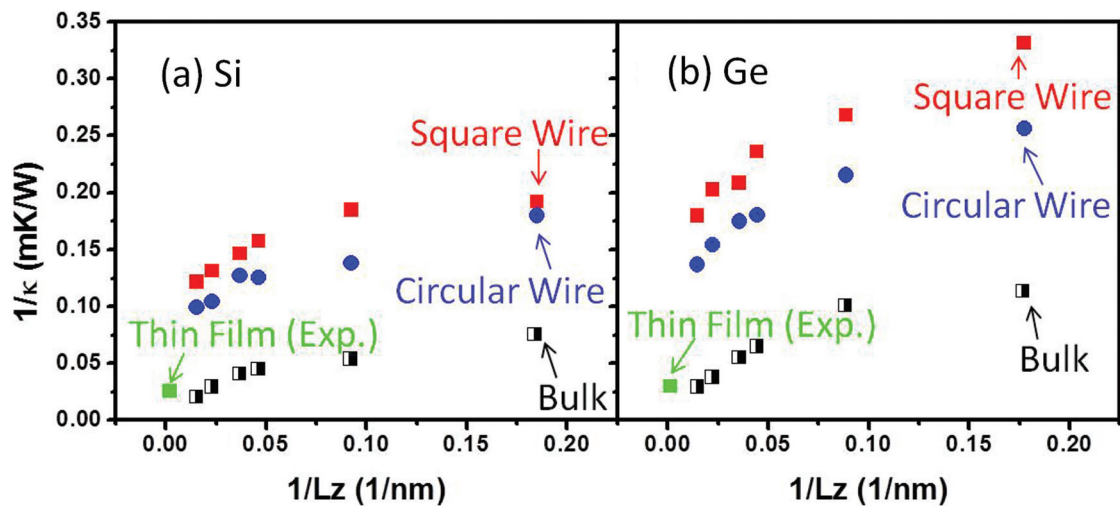 (a) Si
Square Wire
Circular Wire
Thin Film (Exp.)
Bulk
(b) Ge
Square Wire
Circular Wire
Thin Film (Exp.)
Bulk
1/κ (mK/W)
0.35
0.30
0.25
0.20
0.15
0.10
0.05
0.00
0.00 0.05 0.10 0.15 0.20
0.00 0.05 0.10 0.15 0.20
1/Lz (1/nm)
1/Lz (1/nm)